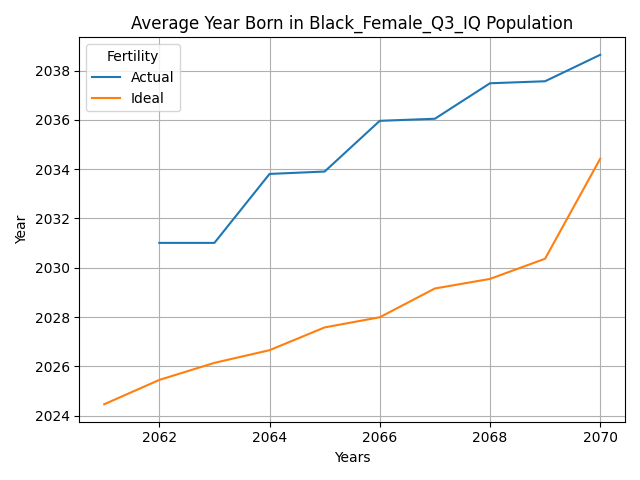 Average Year Born in Black_Female_Q3_IQ Population
Fertility
Actual
Ideal
2038
2036
2034
2032
2030
2028
2026
2024
Year
2062 2064 2066 2068 2070
Years